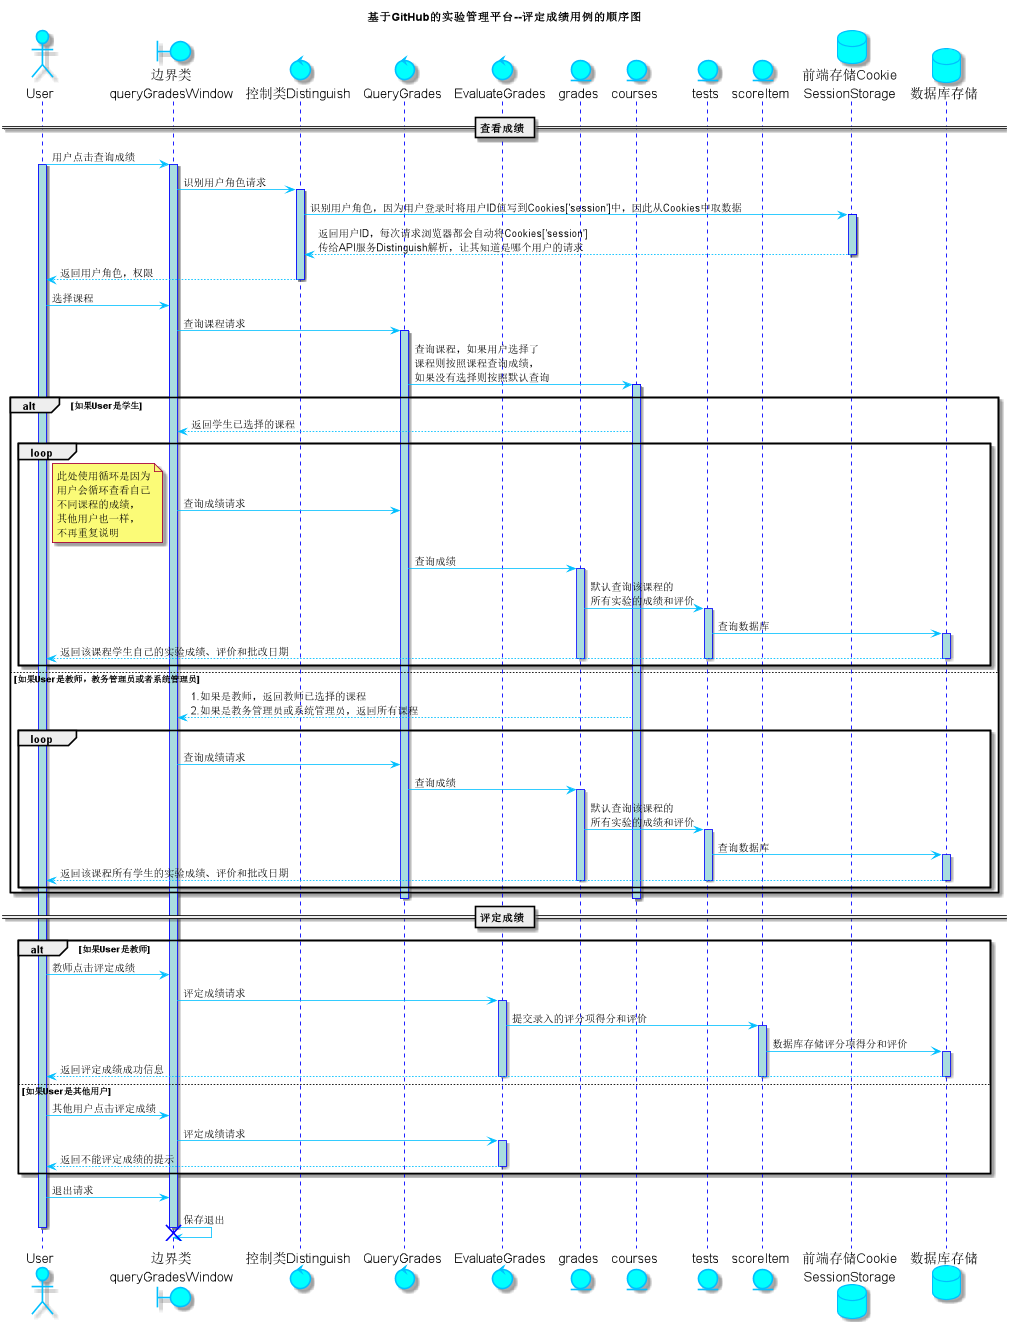 基于GitHub的实验管理平台--评定成绩用例的顺序图
User
边界类
queryGradesWindow
控制类Distinguish
QueryGrades
EvaluateGrades
grades
courses
tests
scoreItem
前端存储Cookie
SessionStorage
数据库存储
查看成绩
用户点击查询成绩
识别用户角色请求
识别用户角色，因为用户登录时将用户ID值写到Cookies['session']中，因此从Cookies中取数据
返回用户ID，每次请求浏览器都会自动将Cookies['session']
传给API服务Distinguish解析，让其知道是哪个用户的请求
返回用户角色，权限
选择课程
查询课程请求
查询课程，如果用户选择了
课程则按照课程查询成绩，
如果没有选择则按照默认查询
alt
[如果User是学生]
返回学生已选择的课程
loop
此处使用循环是因为
用户会循环查看自己
不同课程的成绩，
其他用户也一样，
不再重复说明
查询成绩请求
查询成绩
默认查询该课程的
所有实验的成绩和评价
查询数据库
返回该课程学生自己的实验成绩、评价和批改日期
[如果User是教师，教务管理员或者系统管理员]
1.如果是教师，返回教师已选择的课程
2.如果是教务管理员或系统管理员，返回所有课程
loop
查询成绩请求
查询成绩
默认查询该课程的
所有实验的成绩和评价
查询数据库
返回该课程所有学生的实验成绩、评价和批改日期
评定成绩
alt
[如果User是教师]
教师点击评定成绩
评定成绩请求
提交录入的评分项得分和评价
数据库存储评分项得分和评价
返回评定成绩成功信息
[如果User是其他用户]
其他用户点击评定成绩
评定成绩请求
返回不能评定成绩的提示
退出请求
保存退出
User
边界类
queryGradesWindow
控制类Distinguish
QueryGrades
EvaluateGrades
grades
courses
tests
scoreItem
前端存储Cookie
SessionStorage
数据库存储